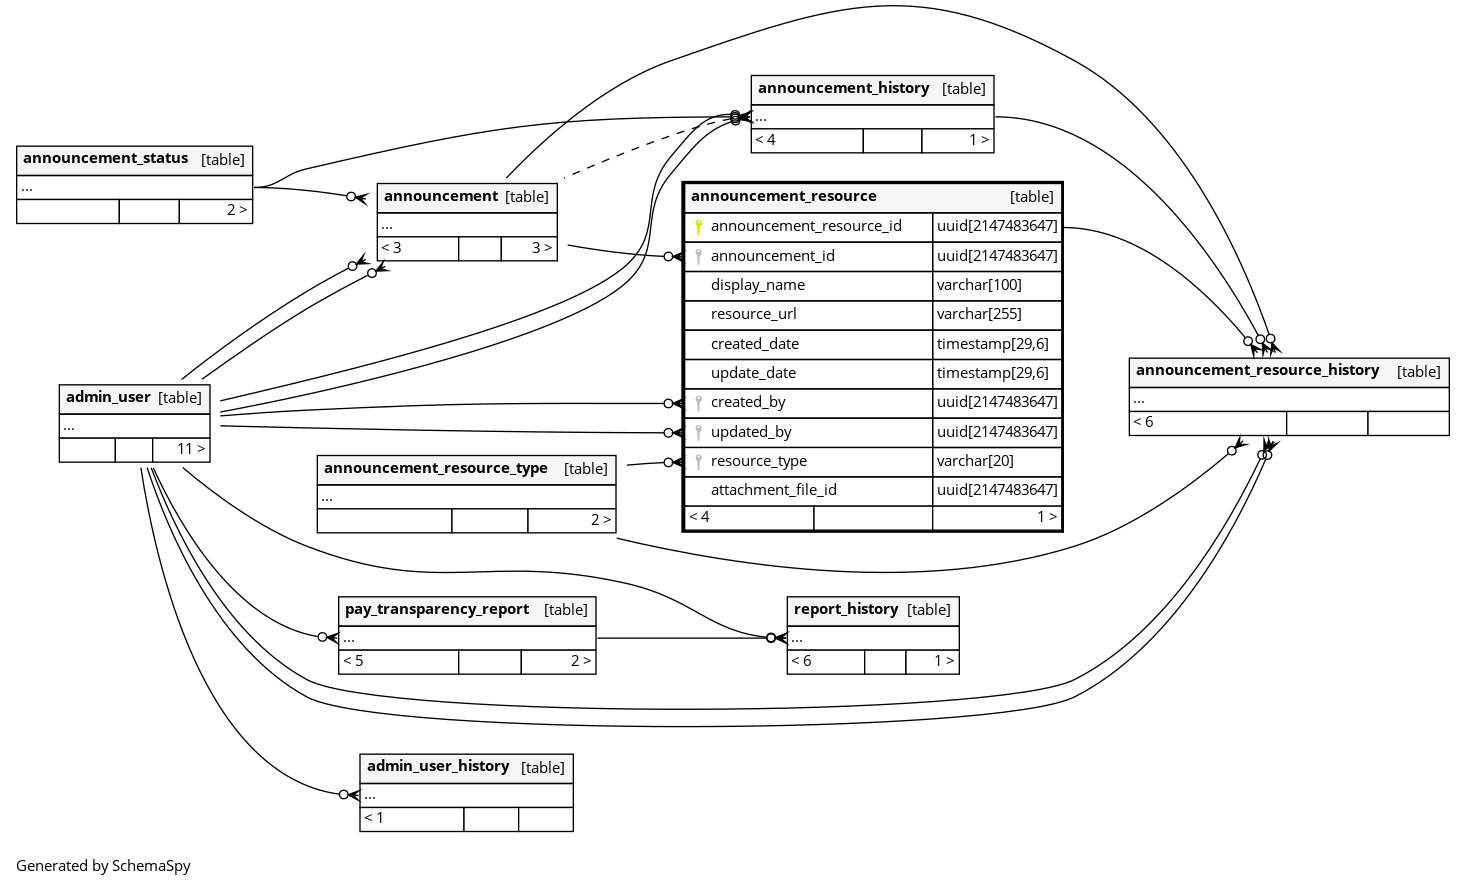 announcement_history [table]
...
< 4 1 >
announcement_status [table]
...
2 >
announcement [table]
...
< 3 3 >
announcement_resource [table]
announcement_resource_id uuid[2147483647]
announcement_id uuid[2147483647]
display_name varchar[100]
resource_url varchar[255]
created_date timestamp[29,6]
update_date timestamp[29,6]
created_by uuid[2147483647]
updated_by uuid[2147483647]
resource_type varchar[20]
attachment_file_id uuid[2147483647]
< 4 1 >
announcement_resource_history [table]
...
< 6
admin_user [table]
...
11 >
announcement_resource_type [table]
...
2 >
pay_transparency_report [table]
...
< 5 2 >
report_history [table]
...
< 6 1 >
admin_user_history [table]
...
< 1
Generated by SchemaSpy